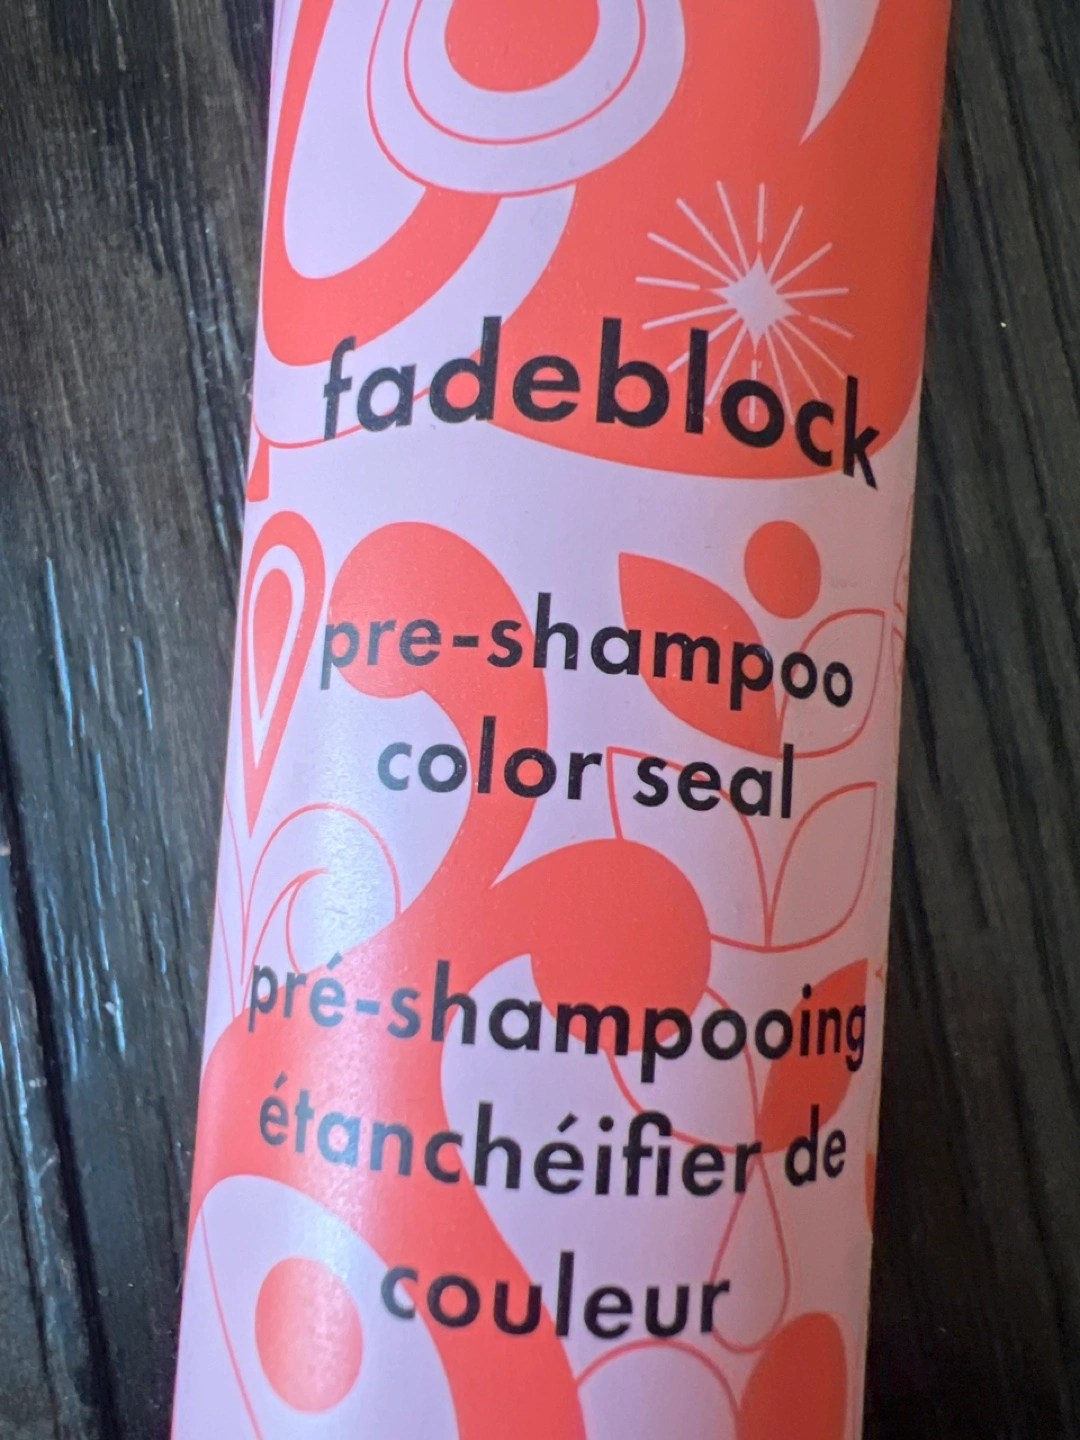 fadeblock
pre-shampoo
color seal
pré-shampooing
étanchéifier de
couleur